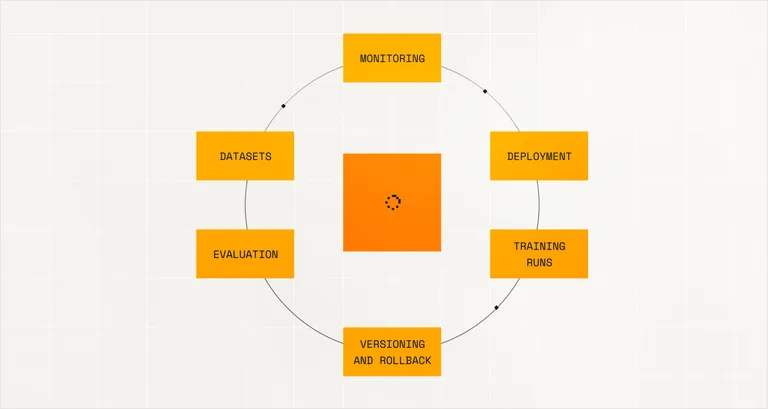 MONITORING
DATASETS
DEPLOYMENT
EVALUATION
TRAINING
RUNS
VERSIONING
AND ROLLBACK